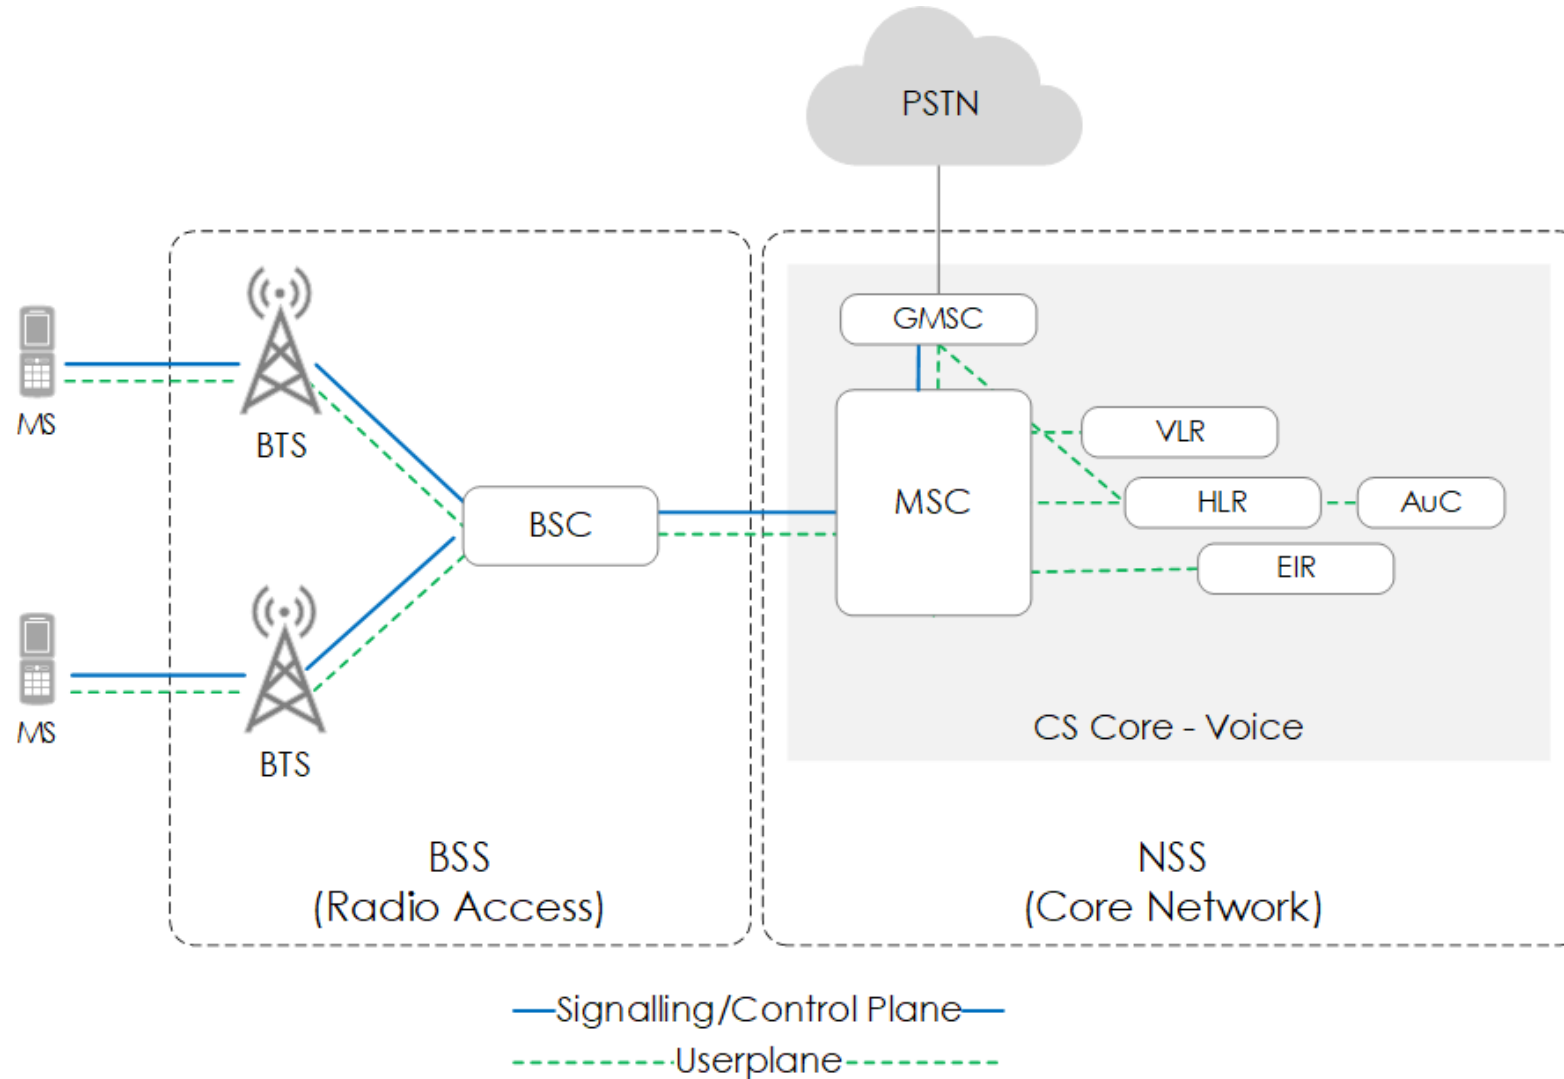 PSTN
GMSC
MS
BTS
VLR
MSC
HLR
AuC
BSC
EIR
MS
BTS
CS Core - Voice
BSS
(Radio Access)
NSS
(Core Network)
Signalling/Control Plane
Userplane